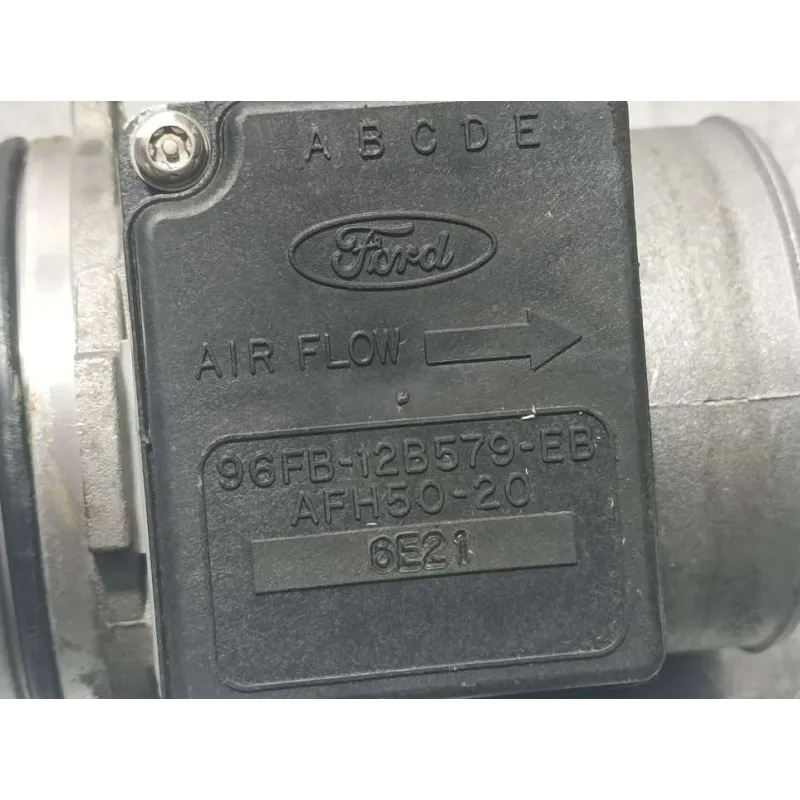 A B C D E
Ford
AIR FLOW
96FB-12B579-EB
AFH50-20
6E21